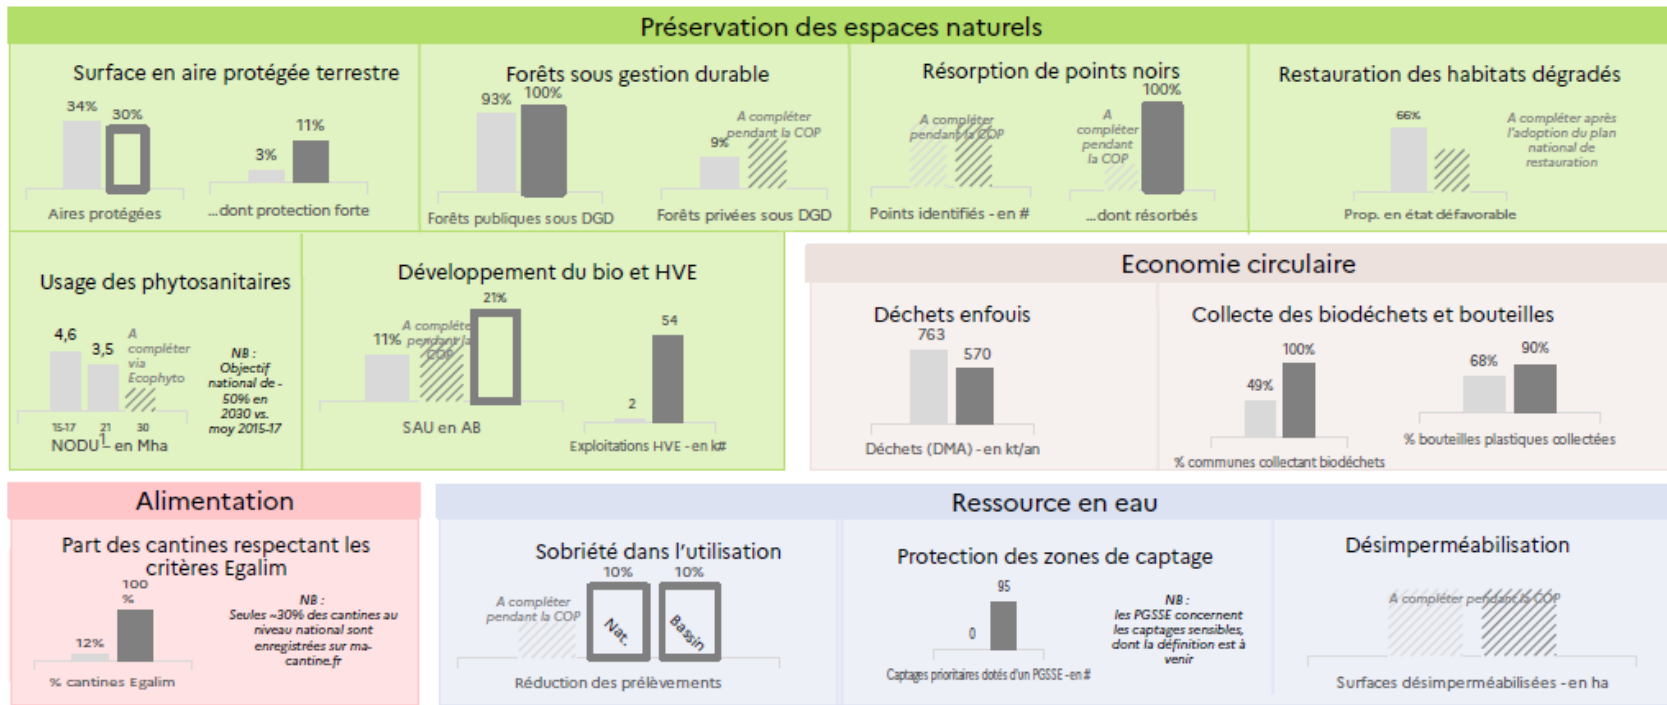 Préservation des espaces naturels
Surface en aire protégée terrestre
34%
30%
Aires protégées
3%
11%
...dont protection forte
Forêts sous gestion durable
93%
100%
Forêts publiques sous DGD
9%
A compléter
pendant la COP
Forêts privées sous DGD
Résorption de points noirs
A compléter
pendant la COP
Points identifiés - en #
A
compléter
pendant
la COP
100%
...dont résorbés
Restauration des habitats dégradés
66%
A compléter après
l'adoption du plan
national de
restauration
Prop. en état défavorable
Usage des phytosanitaires
4,6
3,5
A
compléter
via
Ecophyto
15-17
21
30
NODU1 - en Mha
NB :
Objectif
national de -
50% en
2030 vs.
moy 2015-17
Développement du bio et HVE
11%
A compléter
pendant la
COP
21%
SAU en AB
2
54
Exploitations HVE - en k#
Economie circulaire
Déchets enfouis
763
570
Déchets (DMA) - en kt/an
Collecte des biodéchets et bouteilles
49%
100%
% communes collectant biodéchets
68%
90%
% bouteilles plastiques collectées
Alimentation
Part des cantines respectant les
critères Egalim
12%
100
%
% cantines Egalim
NB :
Seules ~30% des cantines au
niveau national sont
enregistrées sur ma-
cantine.fr
Ressource en eau
Sobriété dans l'utilisation
A compléter
pendant la COP
10%
10%
Nat.
Bassin
Réduction des prélèvements
Protection des zones de captage
0
95
Captages prioritaires dotés d'un PGSSE - en #
NB :
les PGSSE concernent
les captages sensibles,
dont la définition est à
venir
Désimperméabilisation
A compléter pendant la COP
Surfaces désimperméabilisées - en ha